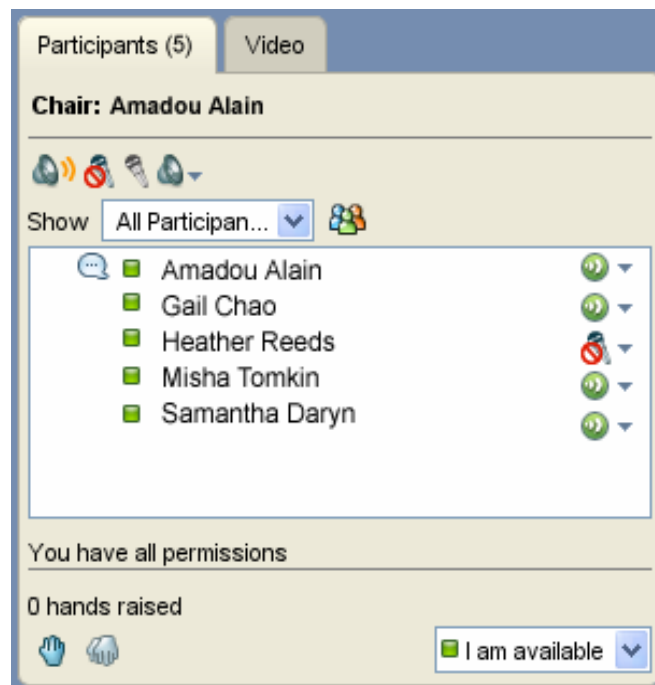 Participants (5) Video
Chair: Amadou Alain
Show All Participan...
Amadou Alain
Gail Chao
Heather Reeds
Misha Tomkin
Samantha Daryn
You have all permissions
0 hands raised
I am available